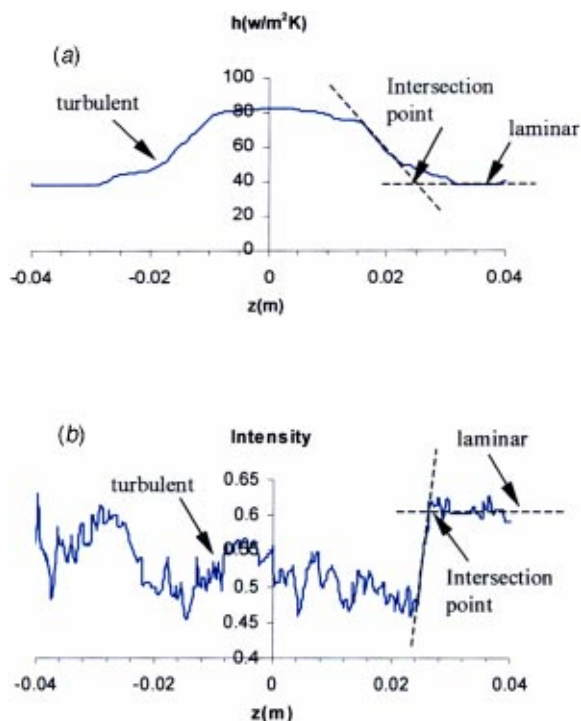 h(w/m²K)
(a)
100
turbulent
80
Intersection
point
laminar
60
40
20
0
-0.04
-0.02
0
0.02
0.04
z(m)
(b)
Intensity
laminar
0.65
turbulent
0.6
0.55
0.5
Intersection
point
0.45
0.4
-0.04
-0.02
0
0.02
0.04
z(m)